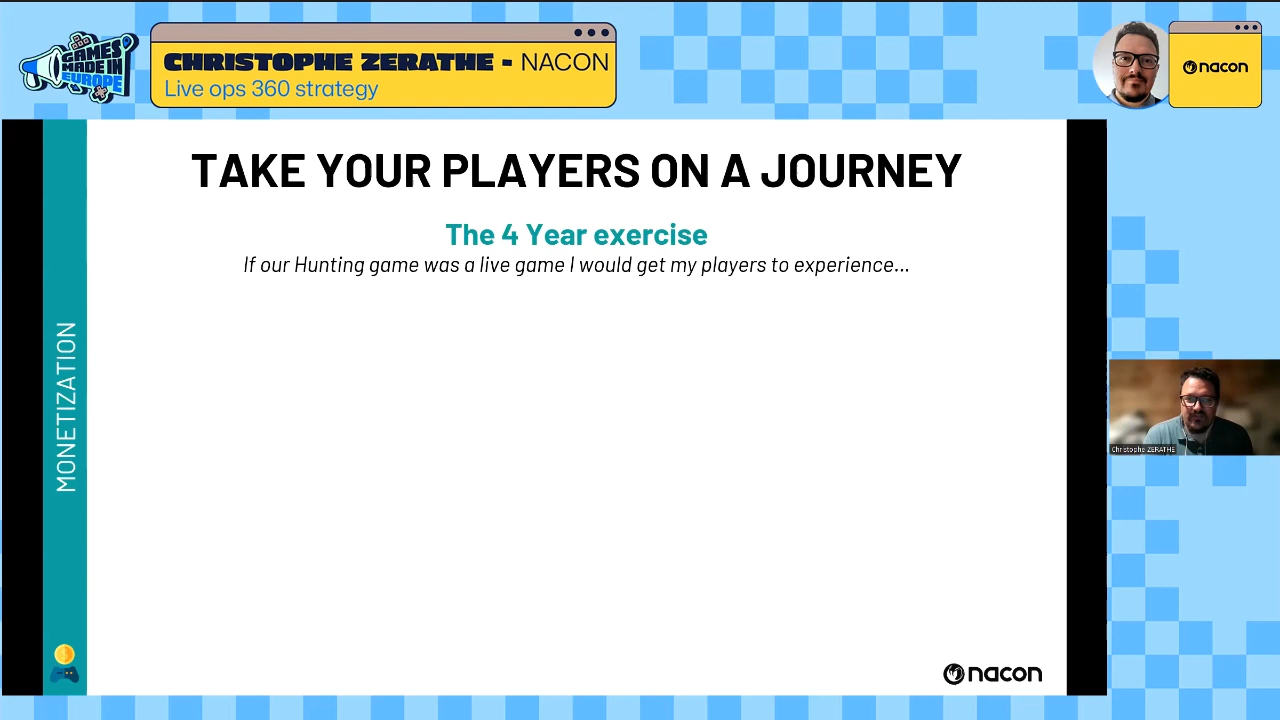 GAMES
MADE IN
EUROPE
CHRISTOPHE ZERATHE - NACON
Live ops 360 strategy
nacon
TAKE YOUR PLAYERS ON A JOURNEY
The 4 Year exercise
If our Hunting game was a live game I would get my players to experience...
MONETIZATION
Christophe ZERATHE
nacon